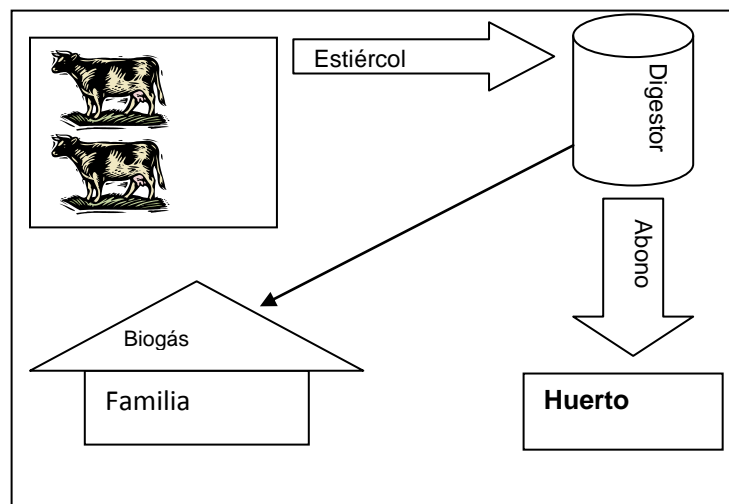 Estiércol
Digestor
Abono
Biogás
Familia
Huerto